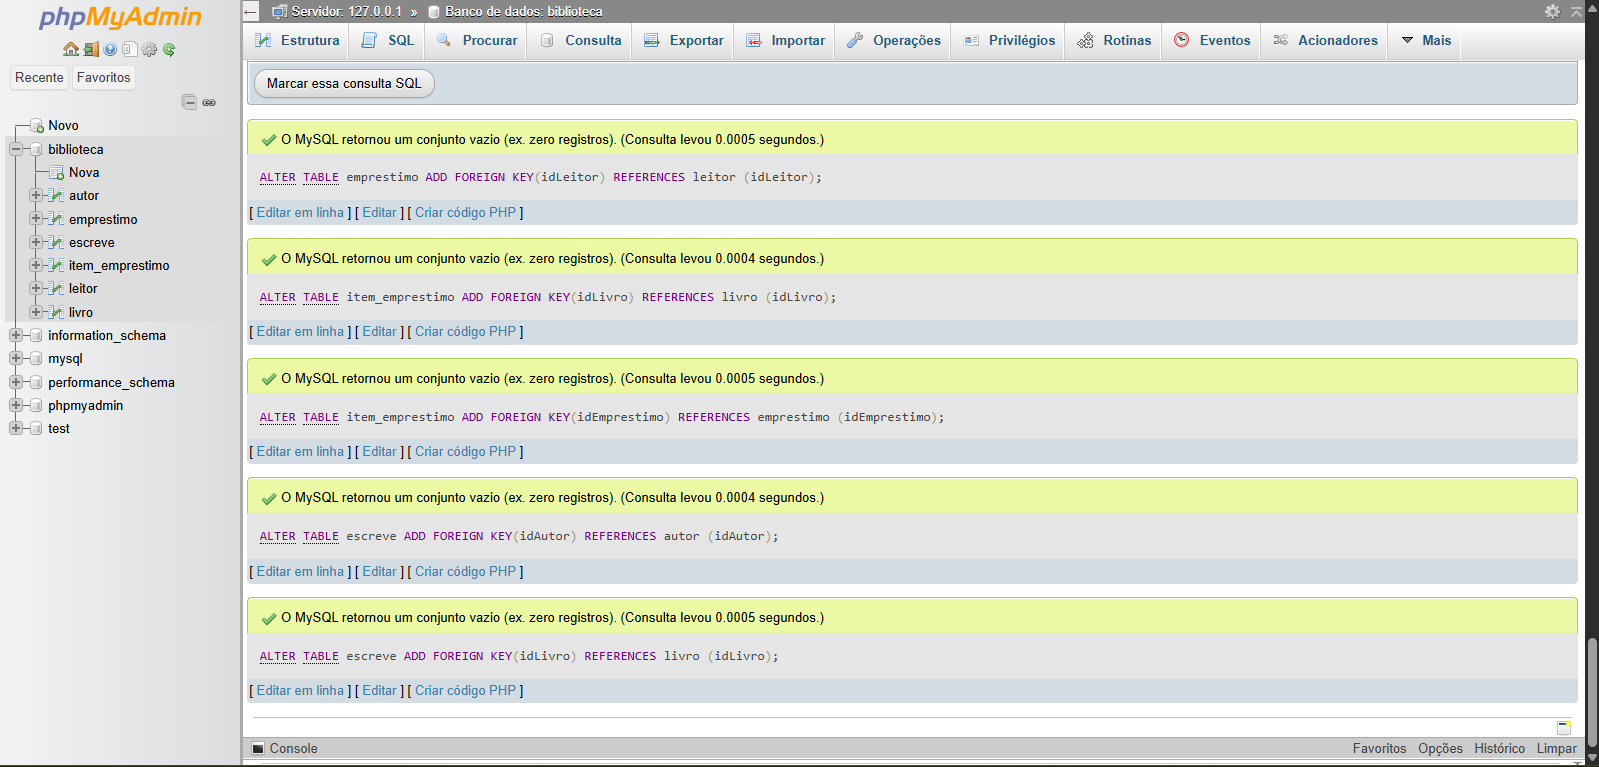 phpMyAdmin
Recente Favoritos
Novo
biblioteca
Nova
autor
emprestimo
escreve
item_emprestimo
leitor
livro
information_schema
mysql
performance_schema
phpmyadmin
test
Servidor: 127.0.0.1 » Banco de dados: biblioteca
Estrutura SQL Procurar Consulta Exportar Importar Operações Privilégios Rotinas Eventos Acionadores Mais
Marcar essa consulta SQL
O MySQL retornou um conjunto vazio (ex. zero registros). (Consulta levou 0.0005 segundos.)
ALTER TABLE emprestimo ADD FOREIGN KEY(idLeitor) REFERENCES leitor (idLeitor);
[ Editar em linha ] [ Editar ] [ Criar código PHP ]
O MySQL retornou um conjunto vazio (ex. zero registros). (Consulta levou 0.0004 segundos.)
ALTER TABLE item_emprestimo ADD FOREIGN KEY(idLivro) REFERENCES livro (idLivro);
[ Editar em linha ] [ Editar ] [ Criar código PHP ]
O MySQL retornou um conjunto vazio (ex. zero registros). (Consulta levou 0.0005 segundos.)
ALTER TABLE item_emprestimo ADD FOREIGN KEY(idEmprestimo) REFERENCES emprestimo (idEmprestimo);
[ Editar em linha ] [ Editar ] [ Criar código PHP ]
O MySQL retornou um conjunto vazio (ex. zero registros). (Consulta levou 0.0004 segundos.)
ALTER TABLE escreve ADD FOREIGN KEY(idAutor) REFERENCES autor (idAutor);
[ Editar em linha ] [ Editar ] [ Criar código PHP ]
O MySQL retornou um conjunto vazio (ex. zero registros). (Consulta levou 0.0005 segundos.)
ALTER TABLE escreve ADD FOREIGN KEY(idLivro) REFERENCES livro (idLivro);
[ Editar em linha ] [ Editar ] [ Criar código PHP ]
Console Favoritos Opções Histórico Limpar